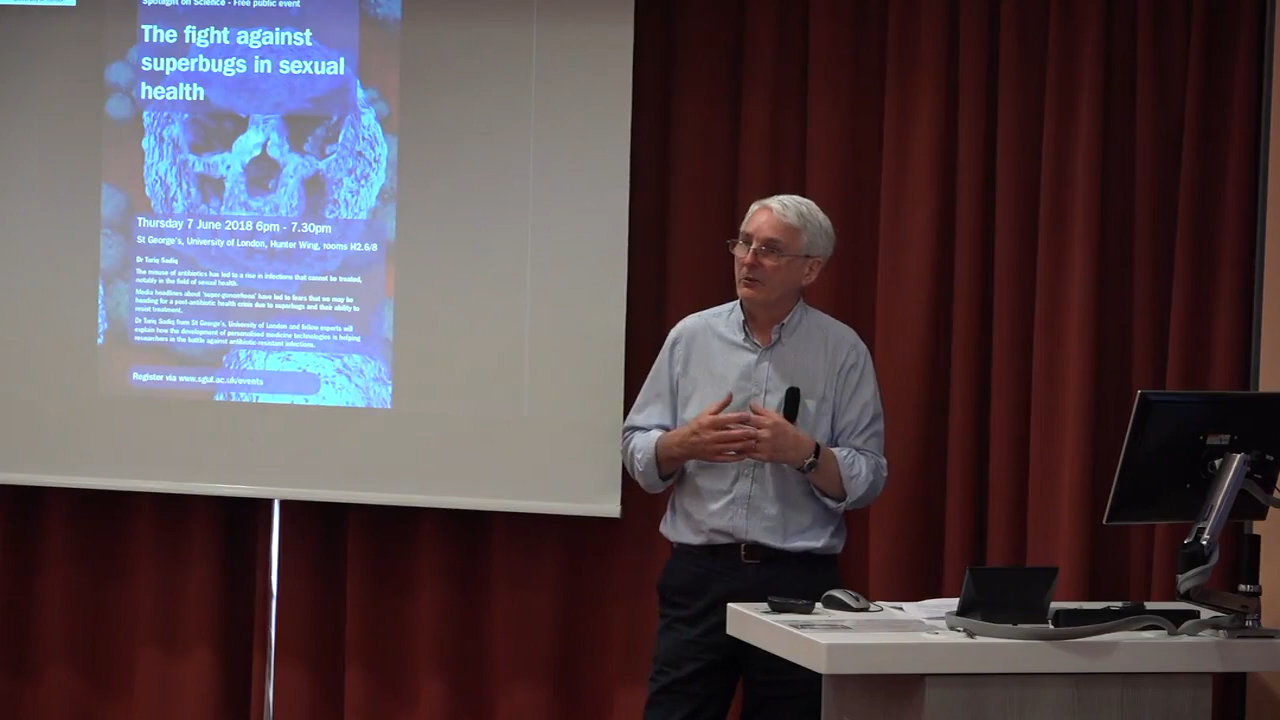 Spotlight on Science - Free public event
The fight against
superbugs in sexual
health
Thursday 7 June 2018 6pm - 7.30pm
St George's, University of London, Hunter Wing, rooms H2.6/8
Dr Tariq Sadiq
The misuse of antibiotics has led to a rise in infections that cannot be treated,
notably in the field of sexual health.
Media headlines about 'super-gonorrhoea' have led to fears that we may be
heading for a post-antibiotic health crisis due to superbugs and their ability to
resist treatment.
Dr Tariq Sadiq from St George's, University of London and fellow experts will
explain how the development of personalised medicine technologies is helping
researchers in the battle against antibiotic-resistant infections.
Register via www.sgul.ac.uk/events